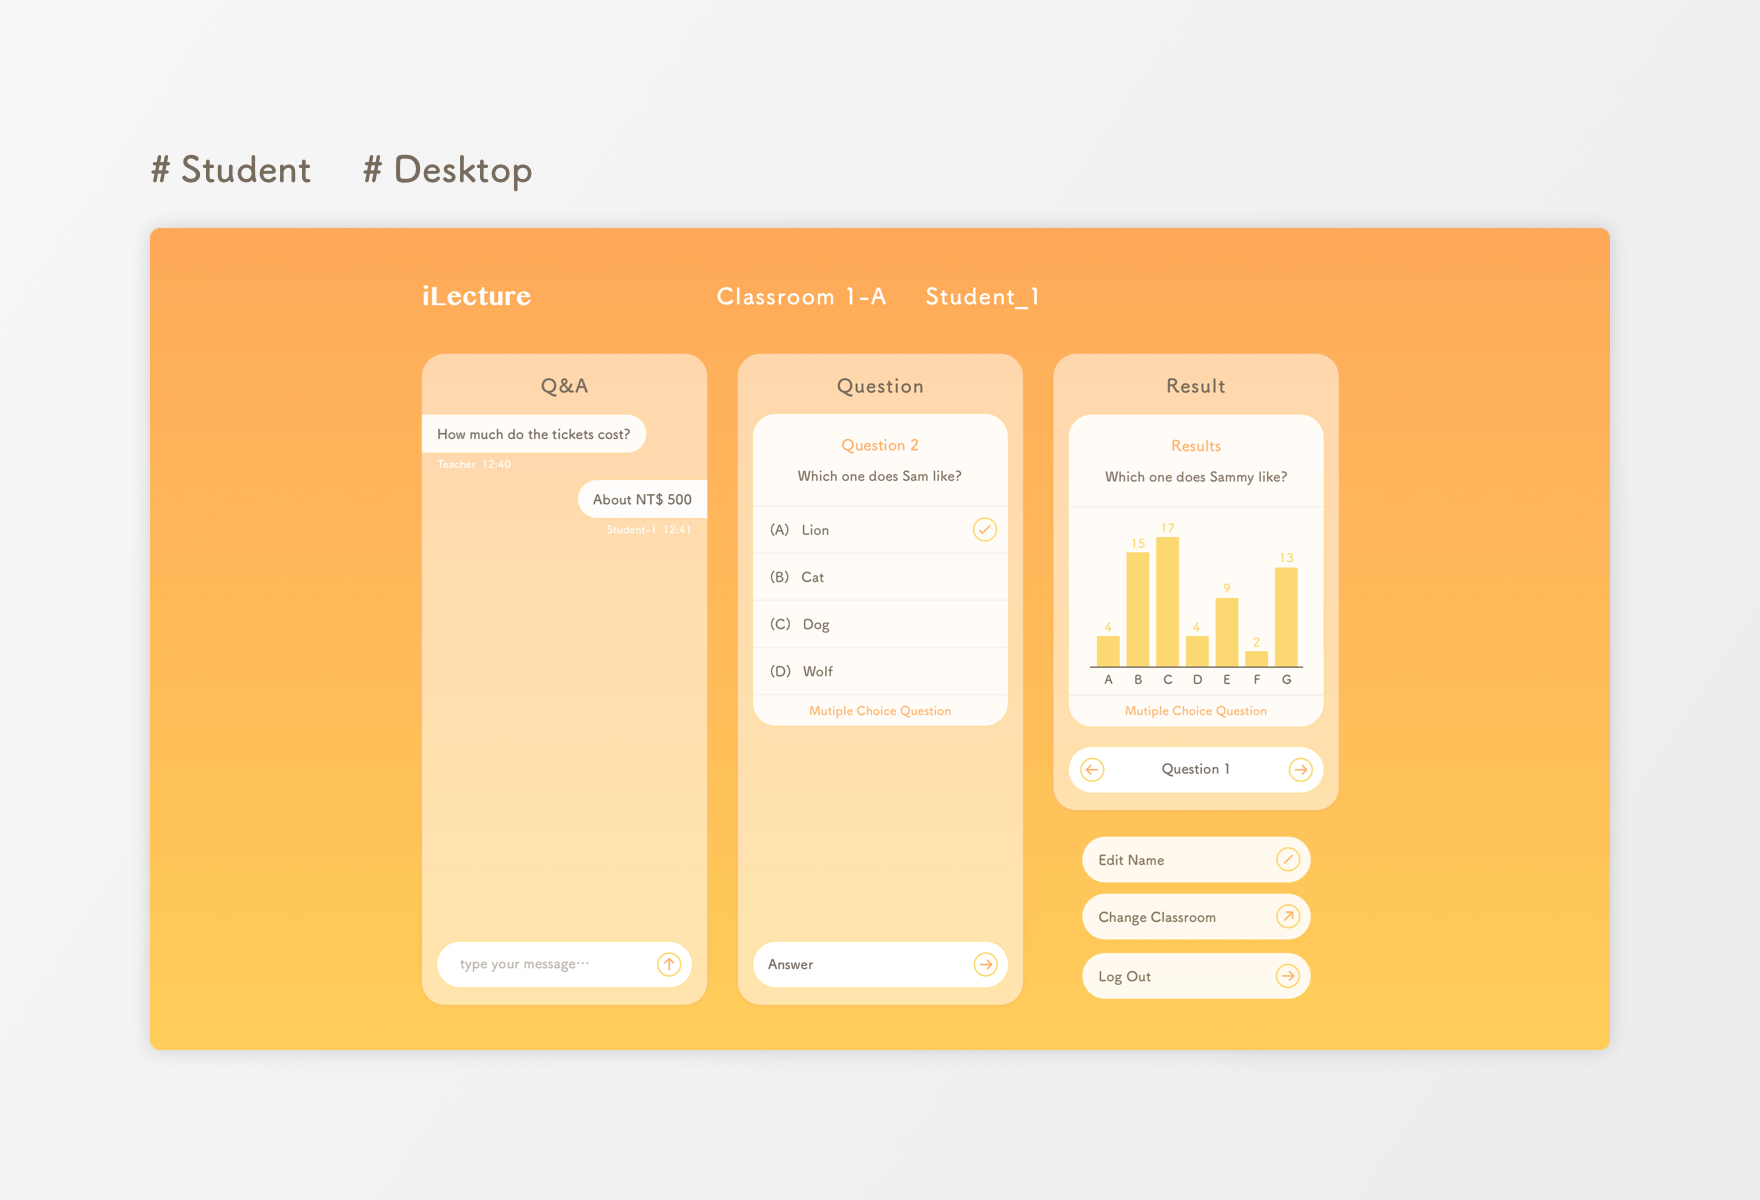 # Student # Desktop
iLecture
Classroom 1-A Student_1
Q&A
How much do the tickets cost?
Teacher 12:40
About NT$ 500
Student-1 12:41
type your message…
Question
Question 2
Which one does Sam like?
(A) Lion
(B) Cat
(C) Dog
(D) Wolf
Mutiple Choice Question
Answer
Result
Results
Which one does Sammy like?
4 15 17 4 9 2 13
A B C D E F G
Mutiple Choice Question
Question 1
Edit Name
Change Classroom
Log Out